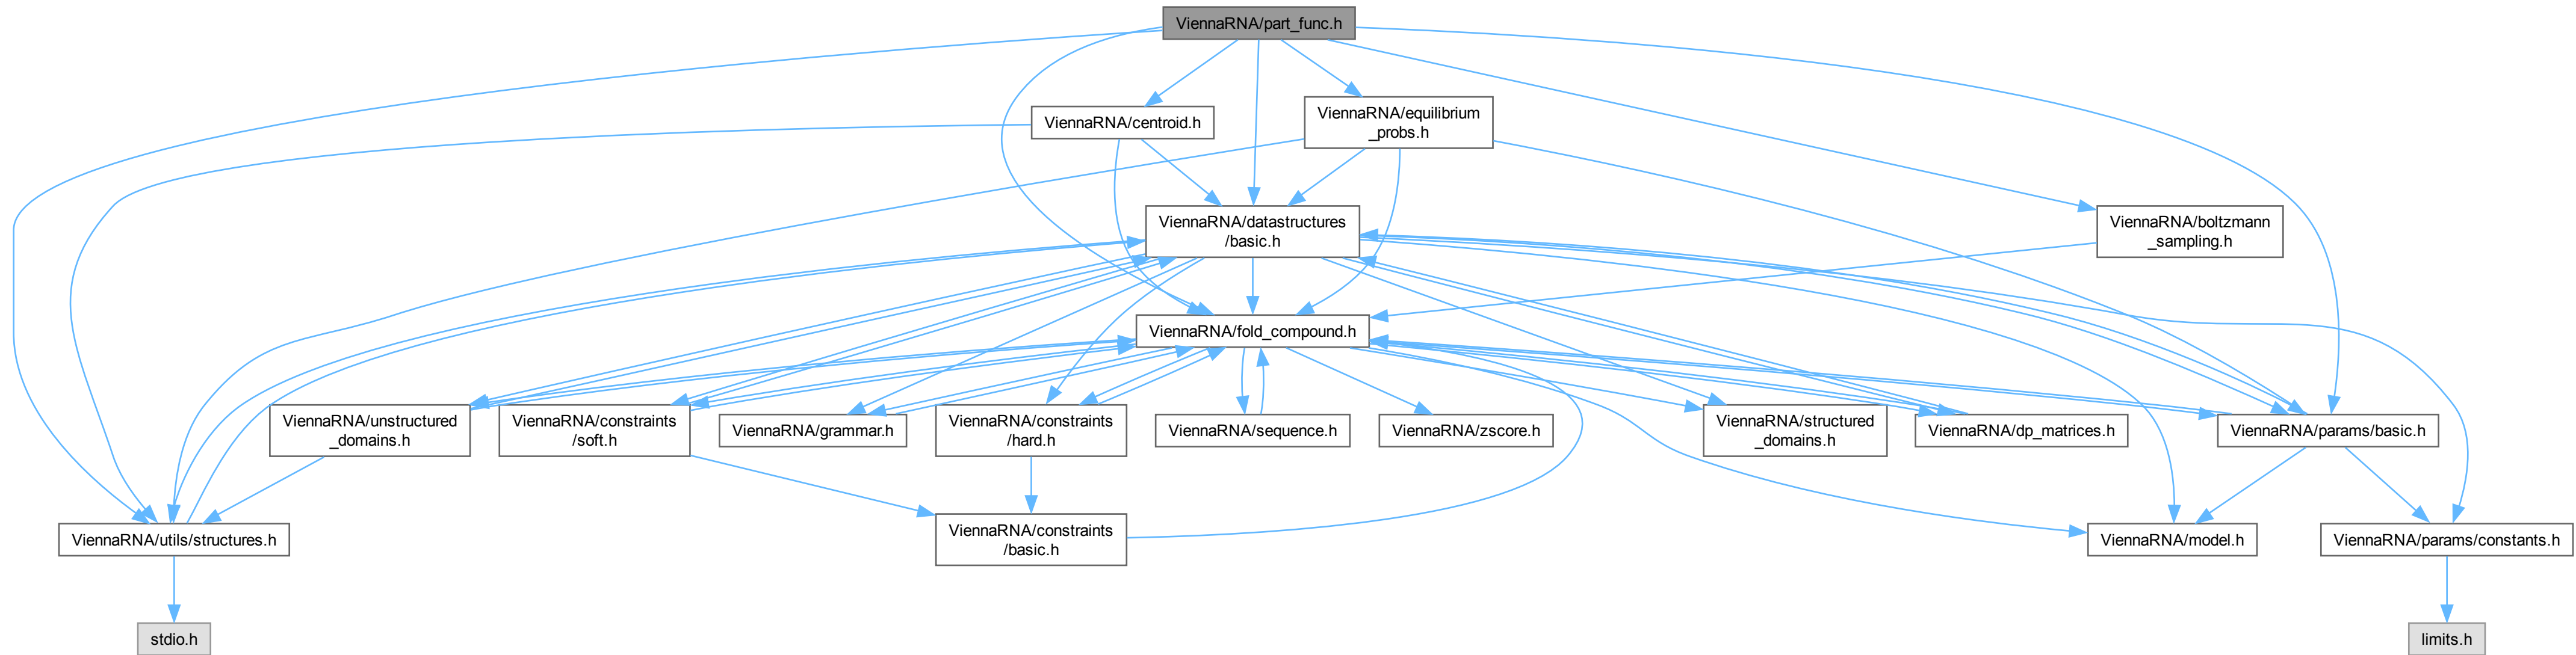 ViennaRNA/part_func.h
ViennaRNA/centroid.h
ViennaRNA/equilibrium
_probs.h
ViennaRNA/datastructures
/basic.h
ViennaRNA/boltzmann
_sampling.h
ViennaRNA/fold_compound.h
ViennaRNA/unstructured
_domains.h
ViennaRNA/constraints
/soft.h
ViennaRNA/grammar.h
ViennaRNA/constraints
/hard.h
ViennaRNA/sequence.h
ViennaRNA/zscore.h
ViennaRNA/structured
_domains.h
ViennaRNA/dp_matrices.h
ViennaRNA/params/basic.h
ViennaRNA/utils/structures.h
ViennaRNA/constraints
/basic.h
ViennaRNA/model.h
ViennaRNA/params/constants.h
stdio.h
limits.h